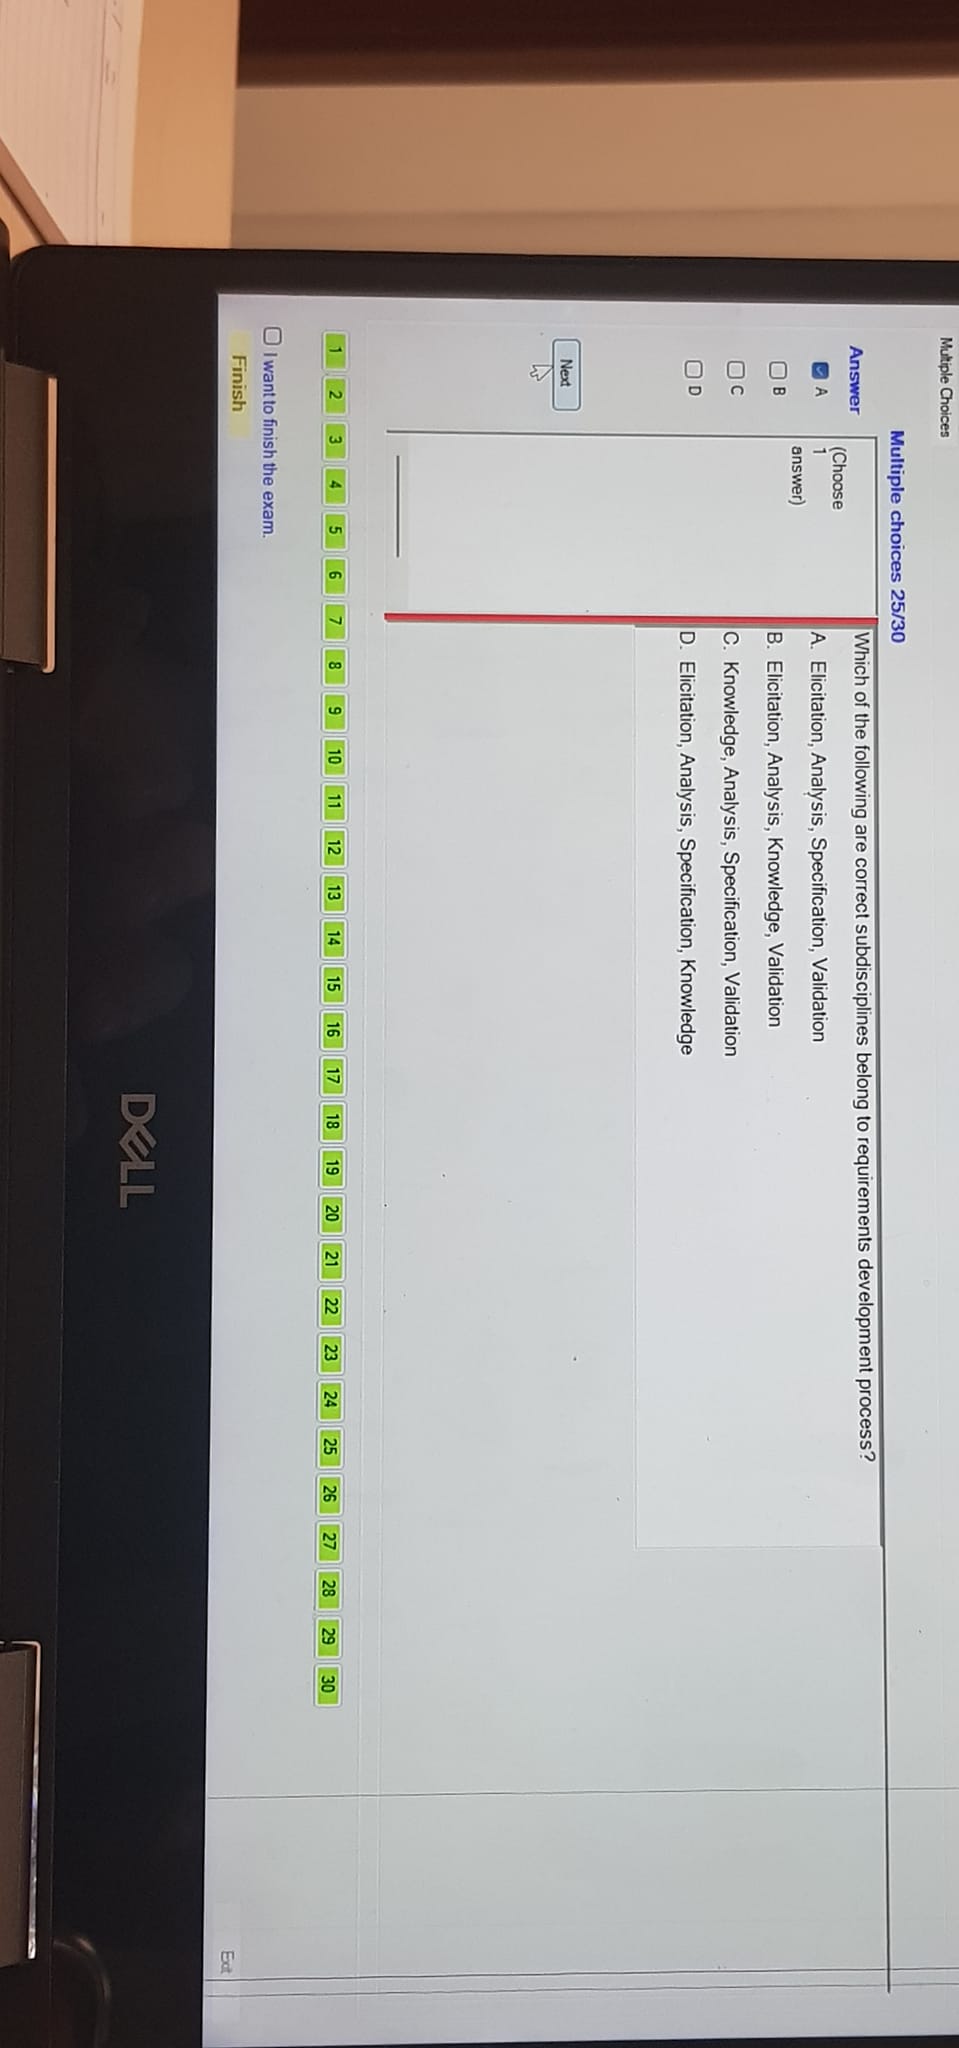 Multiple Choices
Multiple choices 25/30
Answer
A
B
C
D
(Choose
1
answer)
Which of the following are correct subdisciplines belong to requirements development process?
A. Elicitation, Analysis, Specification, Validation
B. Elicitation, Analysis, Knowledge, Validation
C. Knowledge, Analysis, Specification, Validation
D. Elicitation, Analysis, Specification, Knowledge
Next
1 2 3 4 5 6 7 8 9 10 11 12 13 14 15 16 17 18 19 20 21 22 23 24 25 26 27 28 29 30
I want to finish the exam.
Finish
Exit
DELL